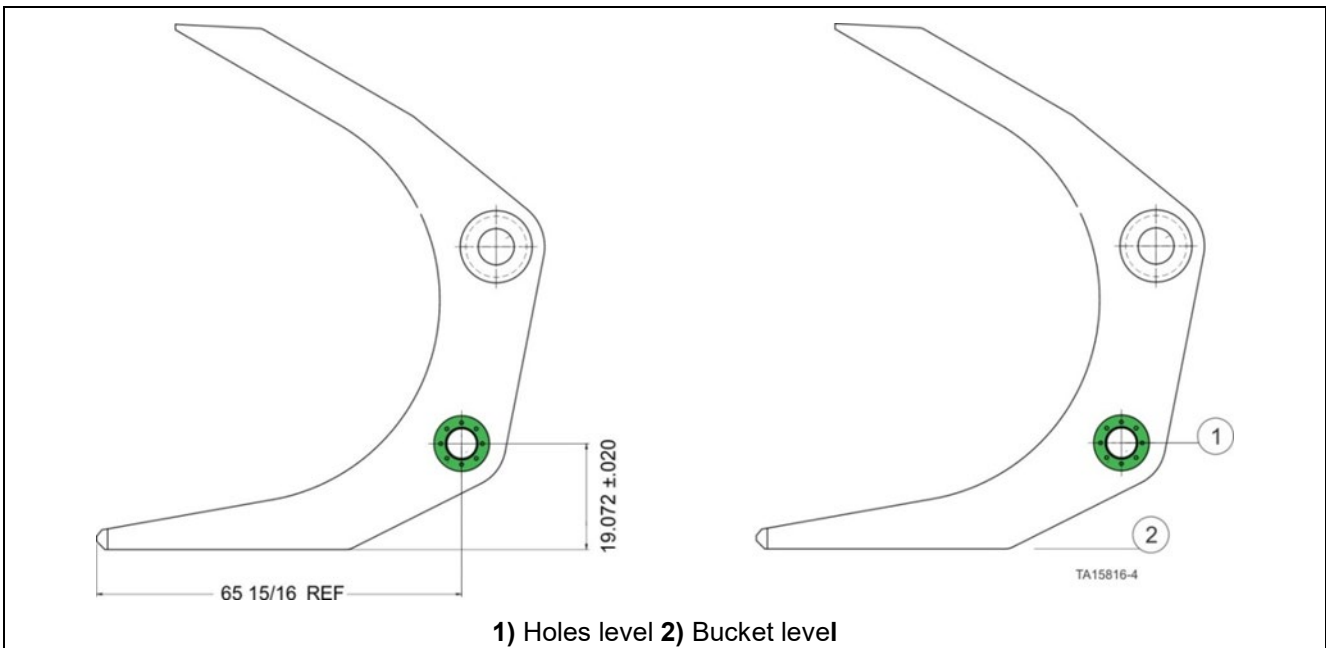 19.072 ±.020
65 15/16 REF
1
2
TA15816-4
1) Holes level 2) Bucket level